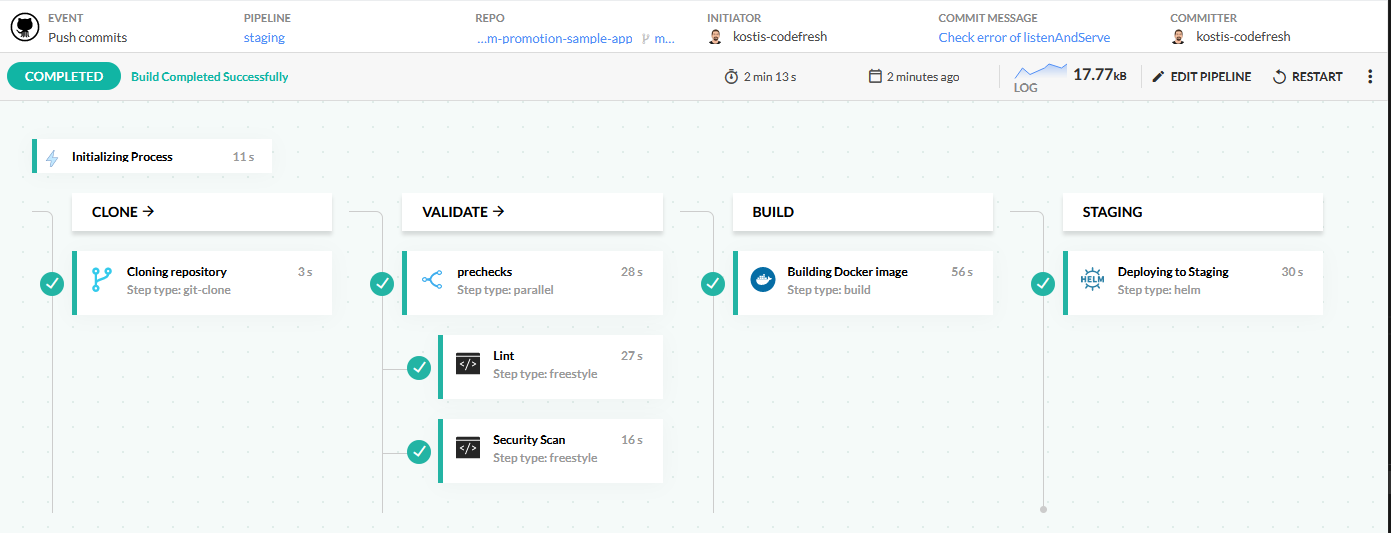 EVENT
Push commits
PIPELINE
staging
REPO
...m-promotion-sample-app m...
INITIATOR
kostis-codefresh
COMMIT MESSAGE
Check error of listenAndServe
COMMITTER
kostis-codefresh
COMPLETED
Build Completed Successfully
2 min 13 s
2 minutes ago
LOG
17.77kB
EDIT PIPELINE
RESTART
Initializing Process 11 s
CLONE →
Cloning repository 3 s
Step type: git-clone
VALIDATE →
prechecks 28 s
Step type: parallel
Lint 27 s
Step type: freestyle
Security Scan 16 s
Step type: freestyle
BUILD
Building Docker image 56 s
Step type: build
STAGING
HELM
Deploying to Staging 30 s
Step type: helm